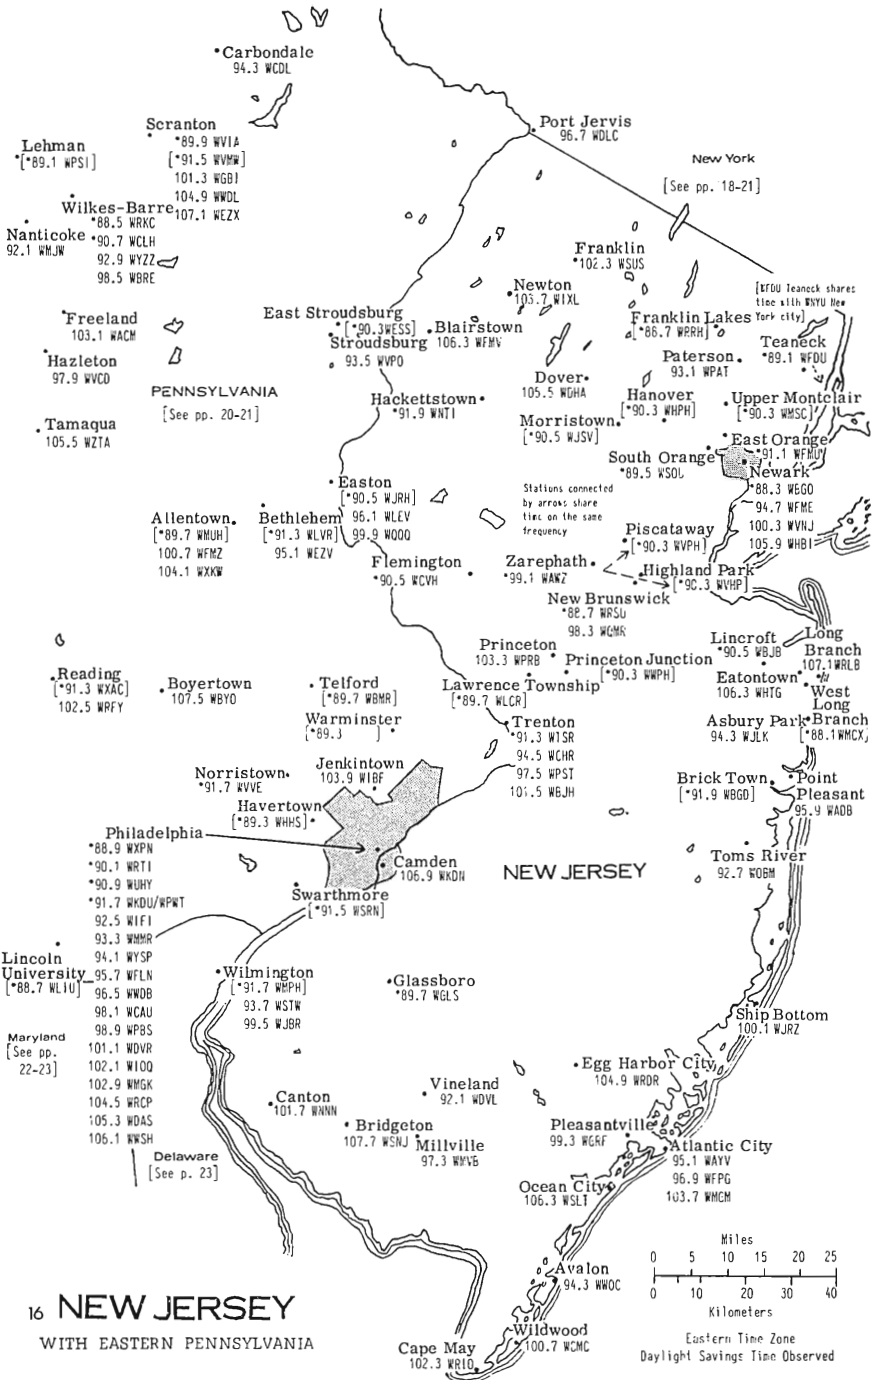 Carbondale
94.3 WCDL
Port Jervis
96.7 WDLC
Scranton
*89.9 WVIA
[*91.5 WVMW]
101.3 WGBI
104.9 WWDL
107.1 WEZX
Lehman
[*89.1 WPSI]
New York
[See pp. 18-21]
Wilkes-Barre
*88.5 WRKC
*90.7 WCLH
92.9 WYZZ
98.5 WBRE
Nanticoke
92.1 WMJW
Franklin
*102.3 WSUS
Newton
103.7 WIXL
[WFDU Teaneck shares
time with WNYU New
York city]
Freeland
103.1 WACM
East Stroudsburg
[*90.3 WESS]
Stroudsburg
93.5 WVPO
Blairstown
106.3 WFMV
Franklin Lakes
[*88.7 WRRH]
Teaneck
*89.1 WFDU
Hazleton
97.9 WVCD
Paterson
93.1 WPAT
PENNSYLVANIA
[See pp. 20-21]
Dover
105.5 WDHA
Hackettstown
*91.9 WNTI
Hanover
[*90.3 WHPH]
Upper Montclair
[*90.3 WMSC]
Tamaqua
105.5 WZTA
Morristown
[*90.5 WJSV]
East Orange
*91.1 WFMU
South Orange
*89.5 WSOU
Newark
*88.3 WBGO
94.7 WFME
100.3 WVNJ
105.9 WHBI
Easton
[*90.5 WJRH]
96.1 WLEV
99.9 WQQQ
Stations connected
by arrows share
time on the same
frequency
Allentown
[*89.7 WMUH]
100.7 WFMZ
104.1 WXKW
Bethlehem
[*91.3 WLVR]
95.1 WEZV
Piscataway
[*90.3 WVPH]
Flemington
*90.5 WCVH
Zarephath
*99.1 WAWZ
Highland Park
[*90.3 WVHP]
New Brunswick
*88.7 WRSU
98.3 WQMR
Princeton
103.3 WPRB
Princeton Junction
[*90.3 WWPH]
Lincroft
*90.5 WBJB
Long
Branch
107.1 WRLB
Eatontown
106.3 WHTG
West
Long
Branch
[*88.1 WMCX]
Reading
[*91.3 WXAC]
102.5 WRFY
Boyertown
107.5 WBYO
Telford
[*89.7 WBMR]
Lawrence Township
[*89.7 WLCR]
Warminster
[*89.3 ]
Trenton
*91.3 WTSR
94.5 WCHR
97.5 WPST
101.5 WBJH
Asbury Park
94.3 WJLK
Norristown
*91.7 WVVE
Jenkintown
103.9 WIBF
Brick Town
[*91.9 WBGD]
Point
Pleasant
95.9 WADB
Havertown
[*89.3 WHHS]
Philadelphia
*88.9 WXPN
*90.1 WRTI
*90.9 WUHY
*91.7 WKDU/WPWT
92.5 WIFI
93.3 WMMR
94.1 WYSP
95.7 WFLN
96.5 WWDB
98.1 WCAU
98.9 WPBS
101.1 WDVR
102.1 WIOQ
102.9 WMGK
104.5 WRCP
105.3 WDAS
106.1 WWSH
Camden
106.9 WKDN
NEW JERSEY
Toms River
92.7 WOBM
Swarthmore
[*91.5 WSRN]
Lincoln
University
[*88.7 WLIU]
Wilmington
[*91.7 WMPH]
93.7 WSTW
99.5 WJBR
Glassboro
*89.7 WGLS
Ship Bottom
100.1 WJRZ
Maryland
[See pp.
22-23]
Egg Harbor City
104.9 WRDR
Vineland
92.1 WDVL
Canton
101.7 WNNN
Bridgeton
107.7 WSNJ
Millville
97.3 WMVB
Pleasantville
99.3 WGRF
Atlantic City
95.1 WAYV
96.9 WFPG
103.7 WMGM
Delaware
[See p. 23]
Ocean City
106.3 WSLT
Miles
0 5 10 15 20 25
0 10 20 30 40
Kilometers
Avalon
94.3 WWOC
Wildwood
100.7 WCMC
Cape May
102.3 WRIO
Eastern Time Zone
Daylight Savings Time Observed
16 NEW JERSEY
WITH EASTERN PENNSYLVANIA